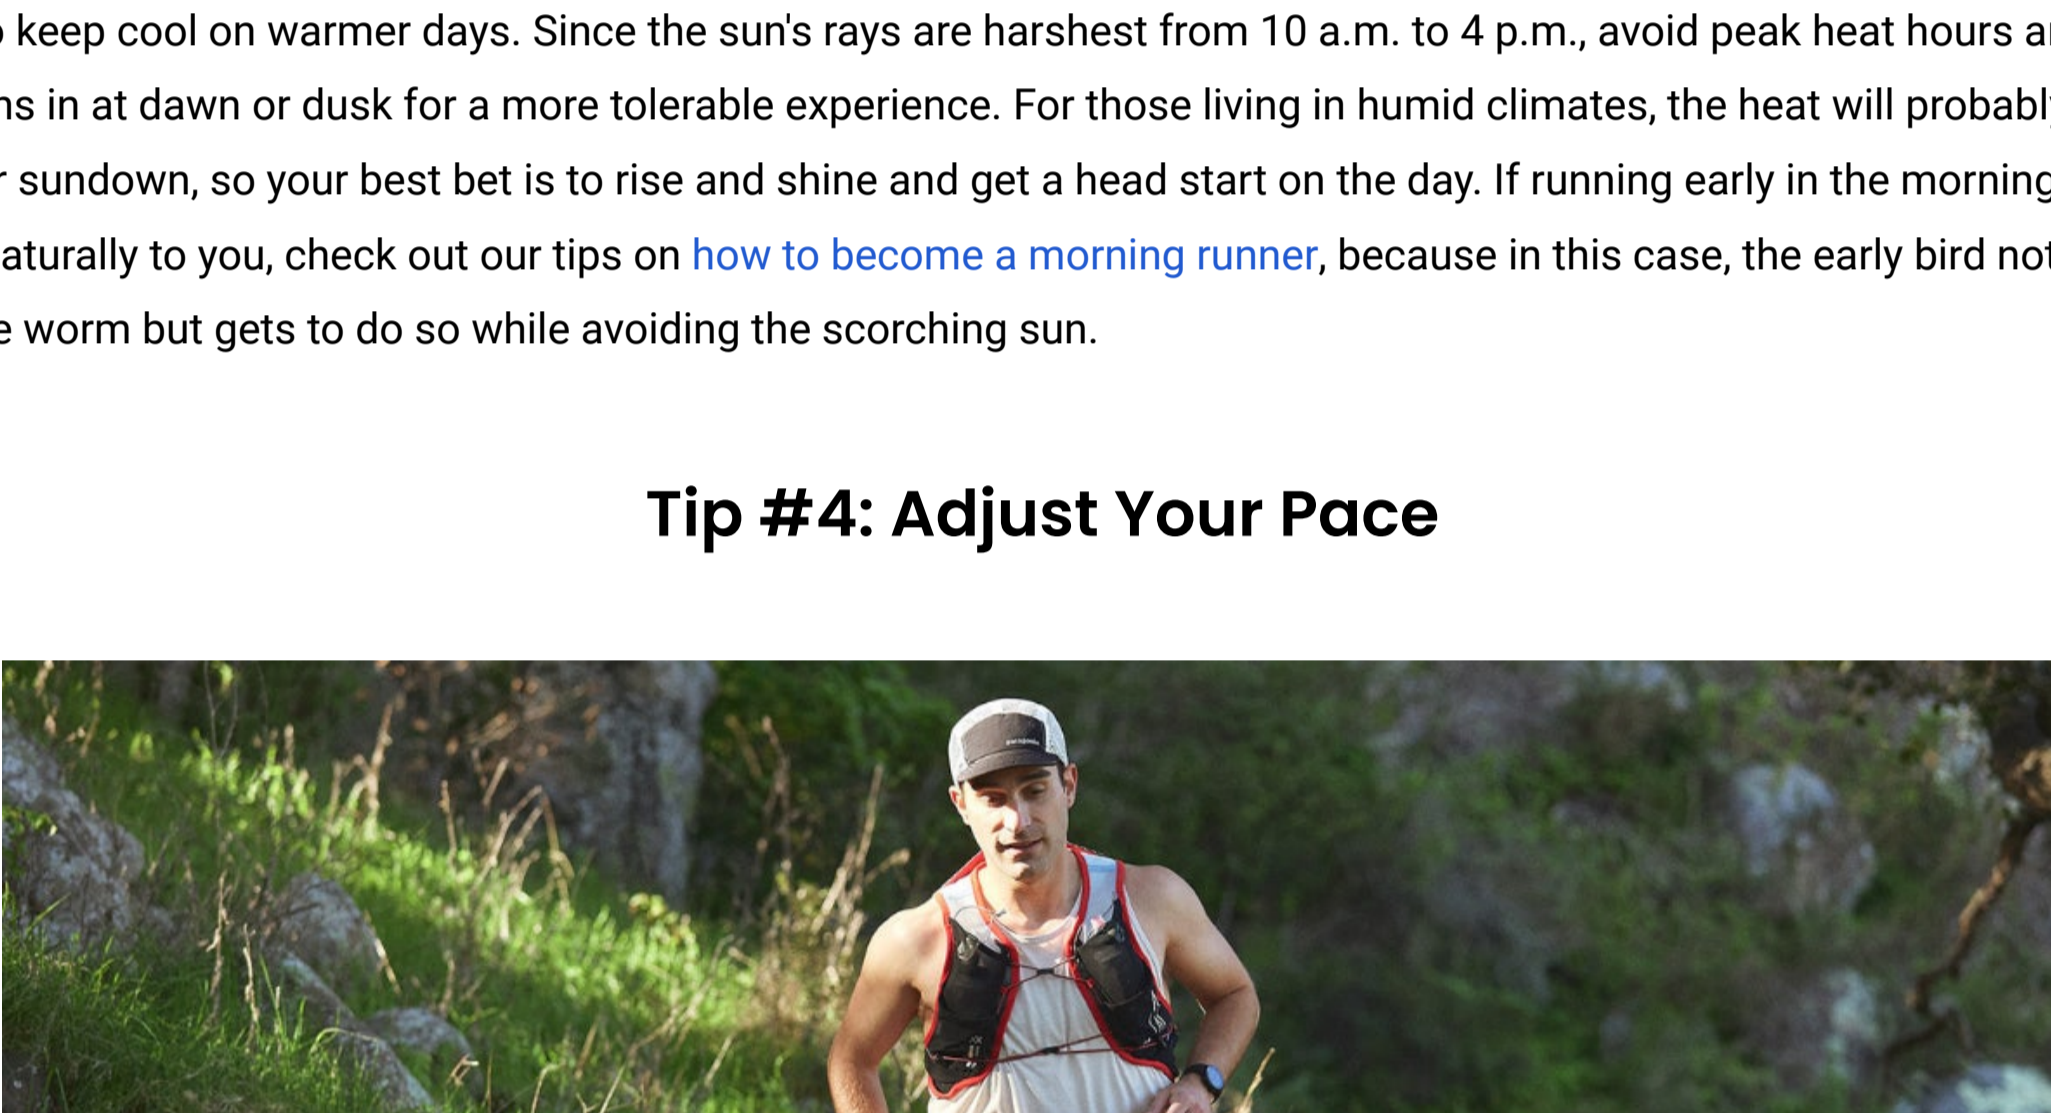 keep cool on warmer days. Since the sun's rays are harshest from 10 a.m. to 4 p.m., avoid peak heat hours
in at dawn or dusk for a more tolerable experience. For those living in humid climates, the heat will probably
sundown, so your best bet is to rise and shine and get a head start on the day. If running early in the morning
to you, check out our tips on how to become a morning runner, because in this case, the early bird not
worm but gets to do so while avoiding the scorching sun.
Tip #4: Adjust Your Pace
patagonia